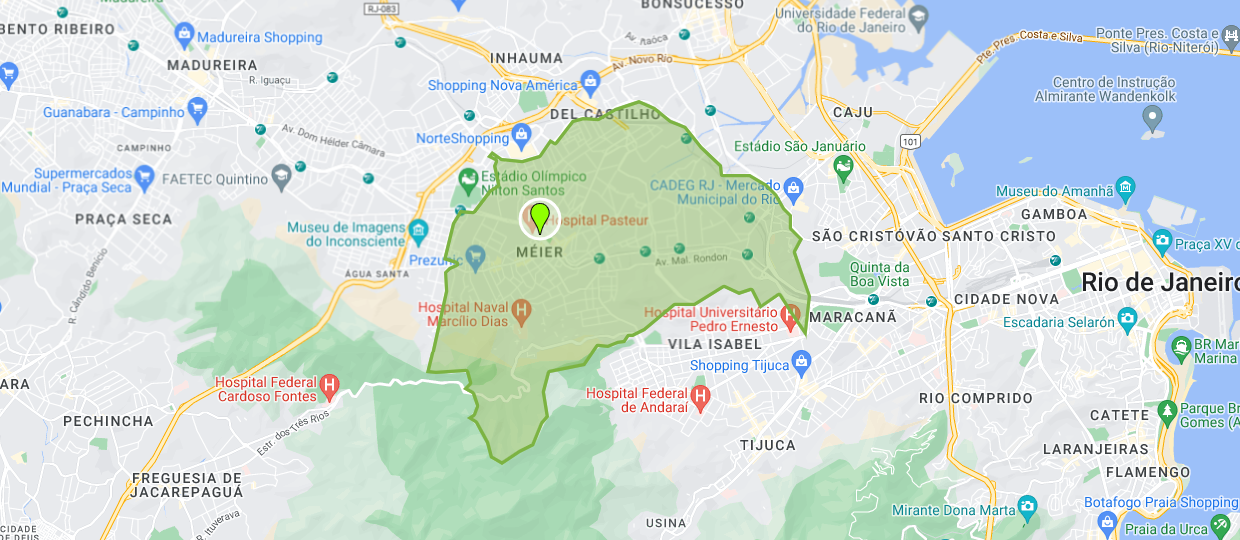 RJ-083
BONSUCESSO
BENTO RIBEIRO
Madureira Shopping
MADUREIRA
R. Iguaçu
INHAUMA
Av. Itaóca
Av. Novo Rio
Universidade Federal
do Rio de Janeiro
Pte. Pres. Costa e Silva
Ponte Pres. Costa e
Silva (Rio-Niterói)
Shopping Nova América
Centro de Instrução
Almirante Wandenkolk
Guanabara - Campinho
DEL CASTILHO
CAJU
Av. Dom Hélder Câmara
NorteShopping
101
CAMPINHO
Estádio São Januário
Supermercados
Mundial - Praça Seca
FAETEC Quintino
Estádio Olímpico
Nilton Santos
CADEG RJ - Mercado
Municipal do Rio
Museu do Amanhã
PRAÇA SECA
Hospital Pasteur
GAMBOA
Museu de Imagens
do Inconsciente
MÉIER
SÃO CRISTÓVÃO
SANTO CRISTO
Praça XV d
Prezunic
Av. Mal. Rondon
ÁGUA SANTA
Quinta da
Boa Vista
Rio de Janeiro
R. Cândido Benício
CIDADE NOVA
Hospital Naval
Marcílio Dias
Hospital Universitário
Pedro Ernesto
MARACANÃ
Escadaria Selarón
VILA ISABEL
BR Mar
Marina
Shopping Tijuca
ARA
Hospital Federal
Cardoso Fontes
Hospital Federal
de Andaraí
RIO COMPRIDO
PECHINCHA
Estr. dos Três Rios
CATETE
Parque Br
Gomes (A
TIJUCA
LARANJEIRAS
FLAMENGO
FREGUESIA DE
JACAREPAGUÁ
Botafogo Praia Shopping
Mirante Dona Marta
R. Ituverava
USINA
CIDADE
DE DEUS
Praia da Urca